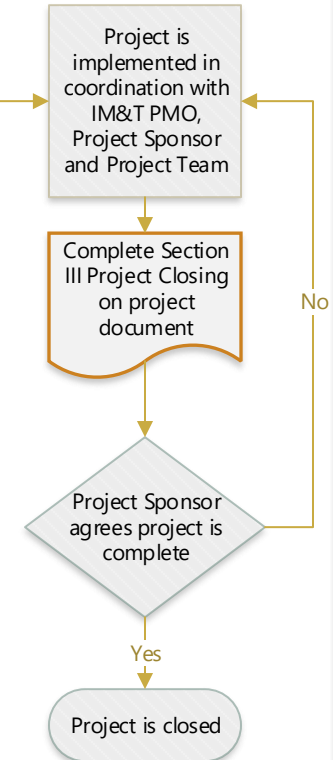 Project is
implemented in
coordination with
IM&T PMO,
Project Sponsor
and Project Team
Complete Section
III Project Closing
on project
document
No
Project Sponsor
agrees project is
complete
Yes
Project is closed